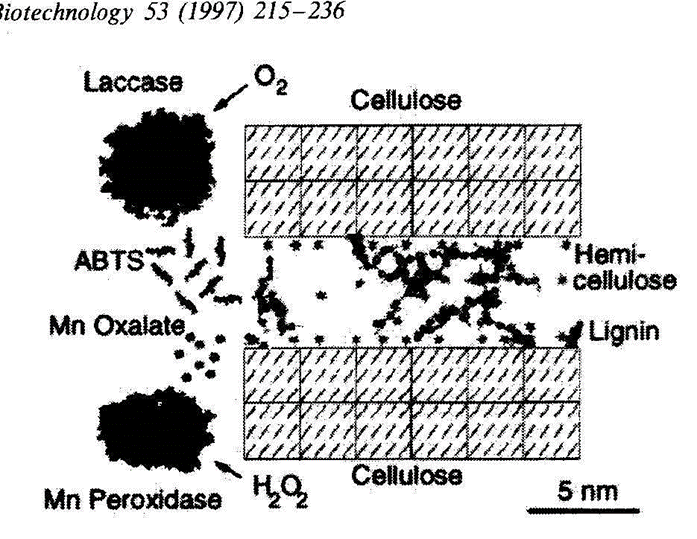 Biotechnology 53 (1997) 215–236
Laccase
O2
Cellulose
ABTS
Hemi-
cellulose
Mn Oxalate
Lignin
Mn Peroxidase
H2O2
Cellulose
5 nm